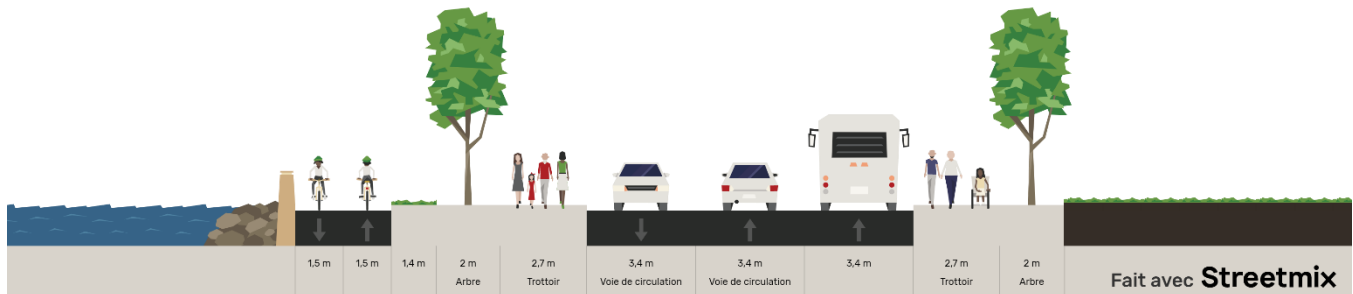 1,5 m
1,5 m
1,4 m
2 m
Arbre
2,7 m
Trottoir
3,4 m
Voie de circulation
3,4 m
Voie de circulation
3,4 m
2,7 m
Trottoir
2 m
Arbre
Fait avec Streetmix